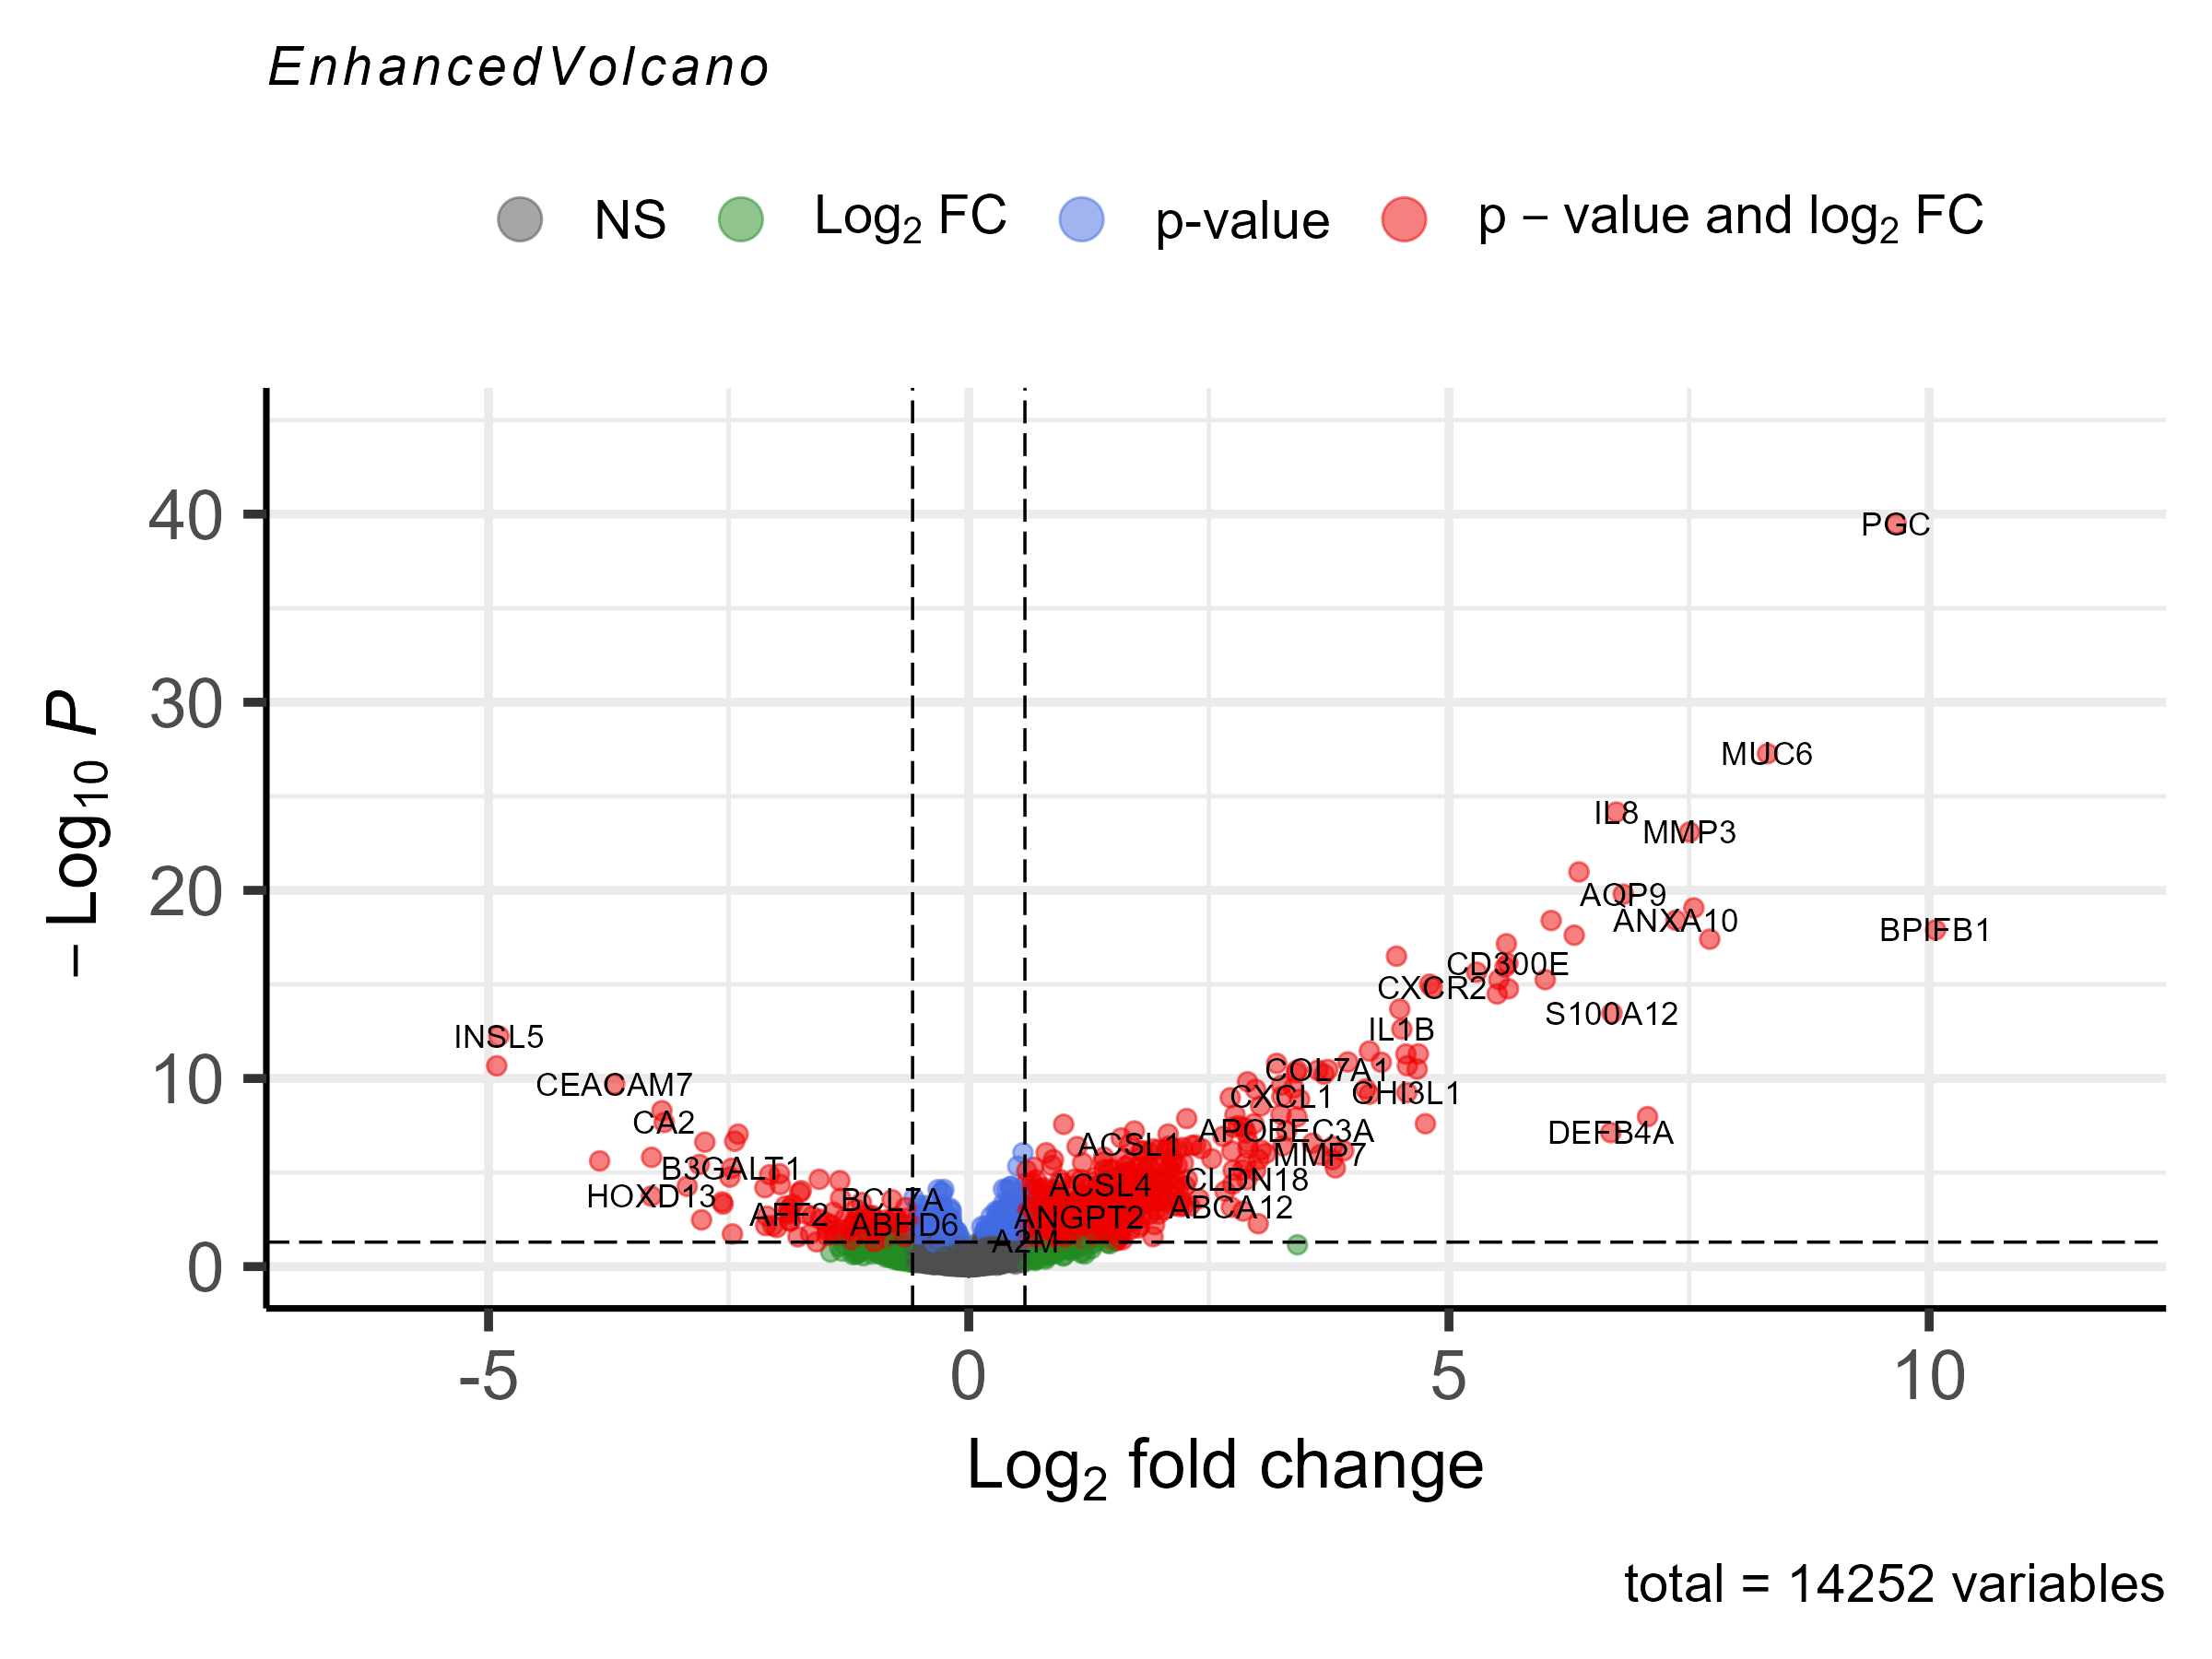 EnhancedVolcano
NS Log₂ FC p-value p − value and log₂ FC
− Log₁₀ P
40
30
20
10
0
PGC
MUC6
IL8
MMP3
AQP9
ANXA10
BPIFB1
CD300E
CXCR2
S100A12
IL1B
INSL5
COL7A1
CEACAM7
CHI3L1
CXCL1
CA2
APOBEC3A
DEFB4A
ACSL1
MMP7
B3GALT1
CLDN18
ACSL4
HOXD13
BCL7A
ABCA12
AFF2
ANGPT2
ABHD6
A2M
-5 0 5 10
Log₂ fold change
total = 14252 variables